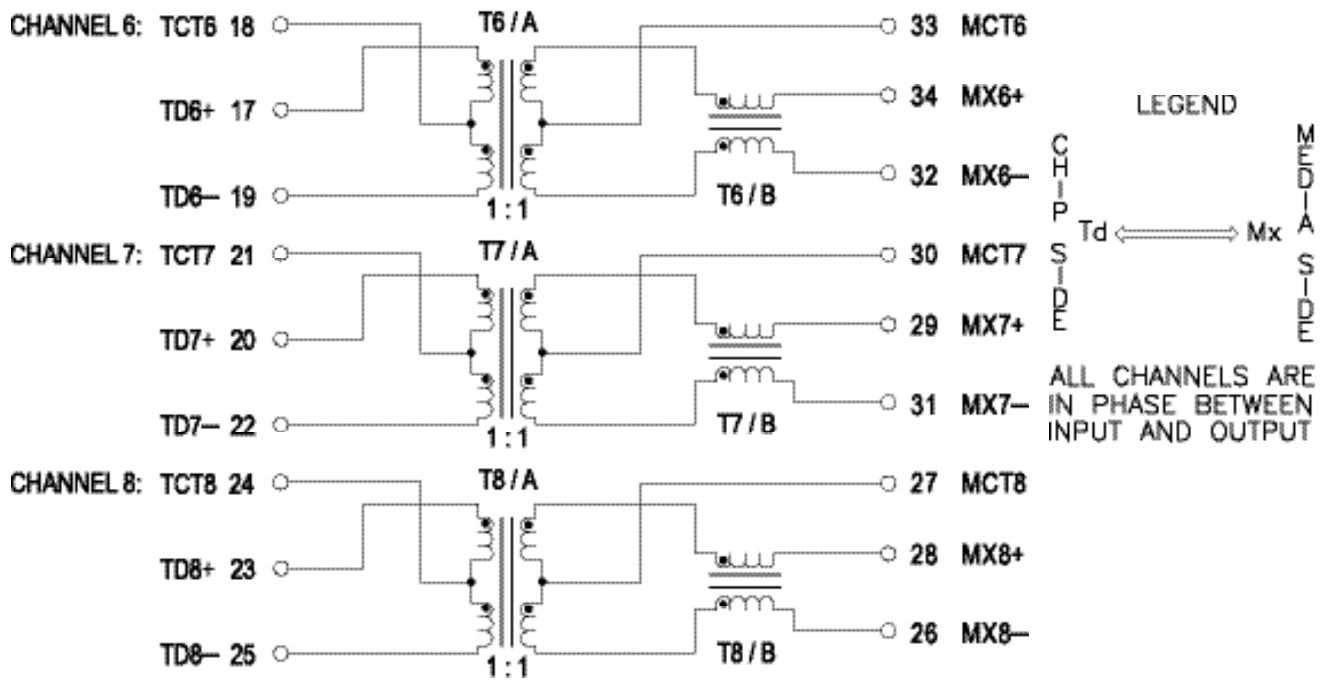 CHANNEL 6: TCT6 18
T6 / A
33 MCT6
TD6+ 17
34 MX6+
TD6– 19
32 MX6–
T6 / B
1 : 1
CHANNEL 7: TCT7 21
T7 / A
30 MCT7
TD7+ 20
29 MX7+
TD7– 22
31 MX7–
T7 / B
1 : 1
CHANNEL 8: TCT8 24
T8 / A
27 MCT8
TD8+ 23
28 MX8+
TD8– 25
26 MX8–
T8 / B
1 : 1
LEGEND
CHIP SIDE
Td
Mx
MEDIA SIDE
ALL CHANNELS ARE
IN PHASE BETWEEN
INPUT AND OUTPUT